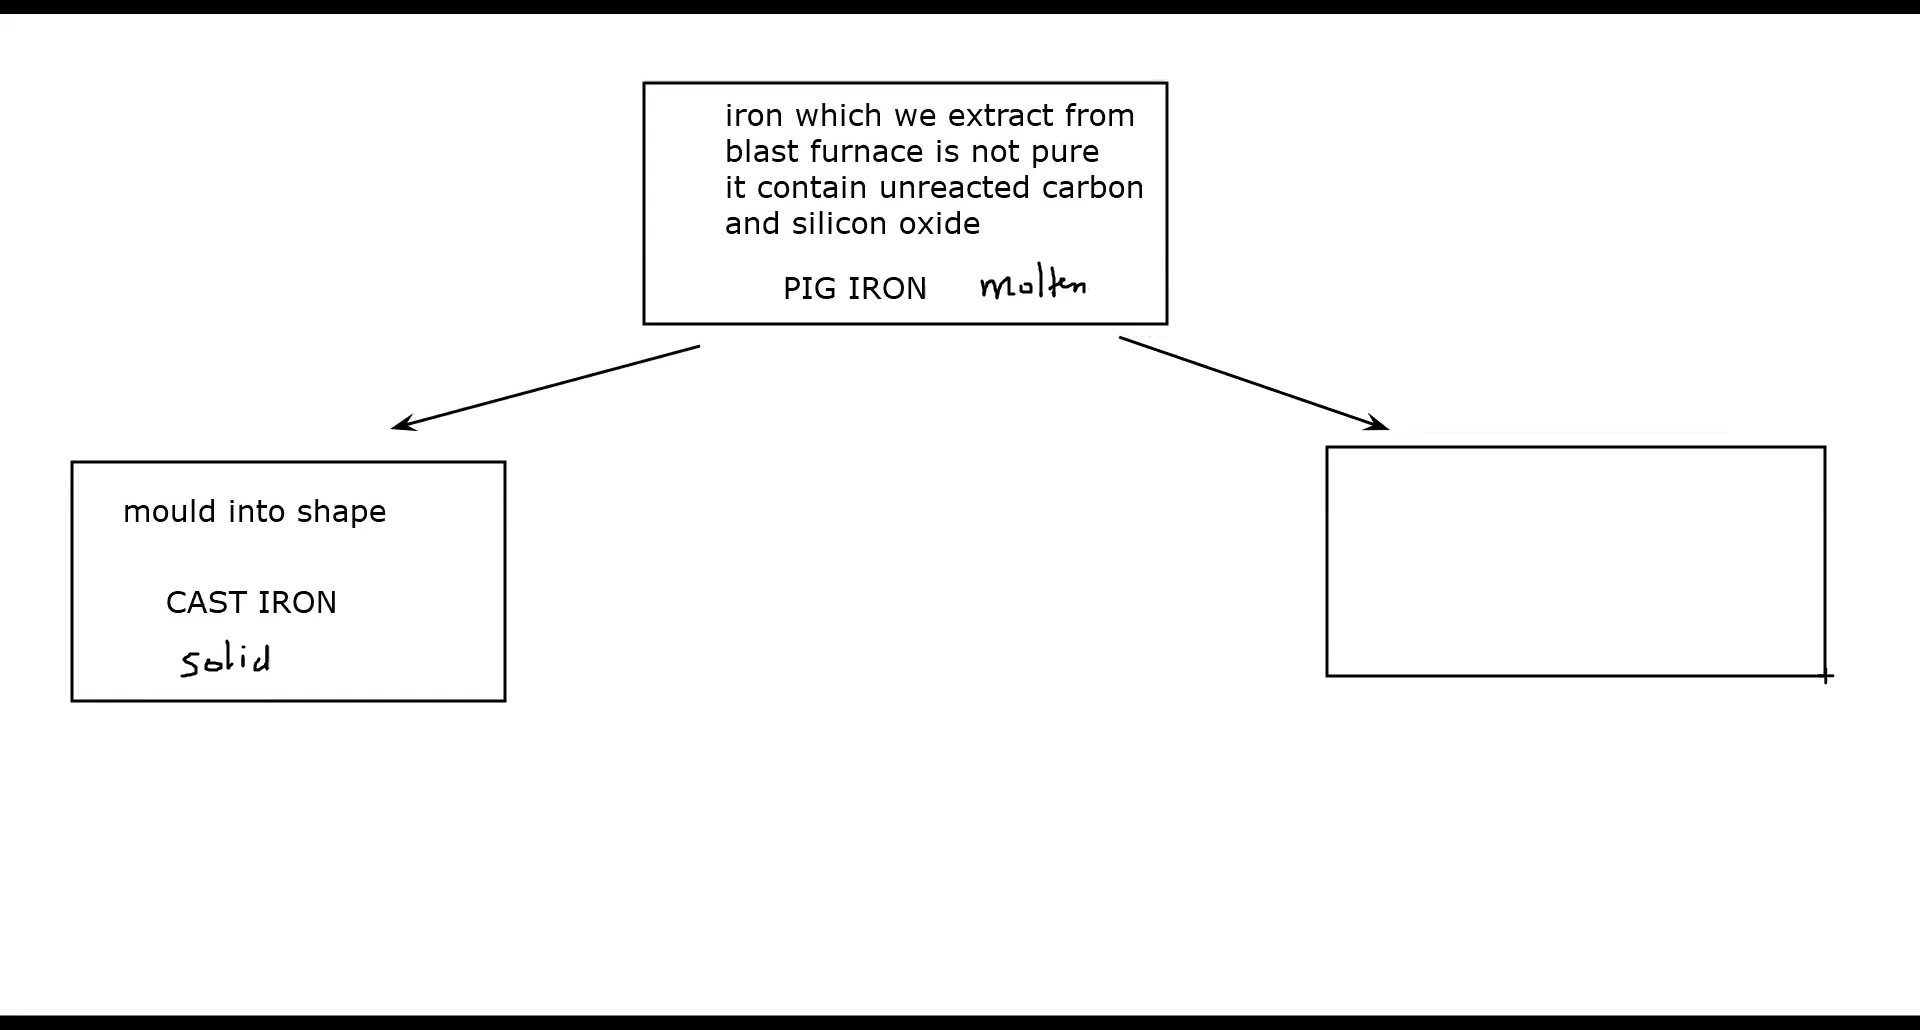 iron which we extract from
blast furnace is not pure
it contain unreacted carbon
and silicon oxide
PIG IRON molten
mould into shape
CAST IRON
solid